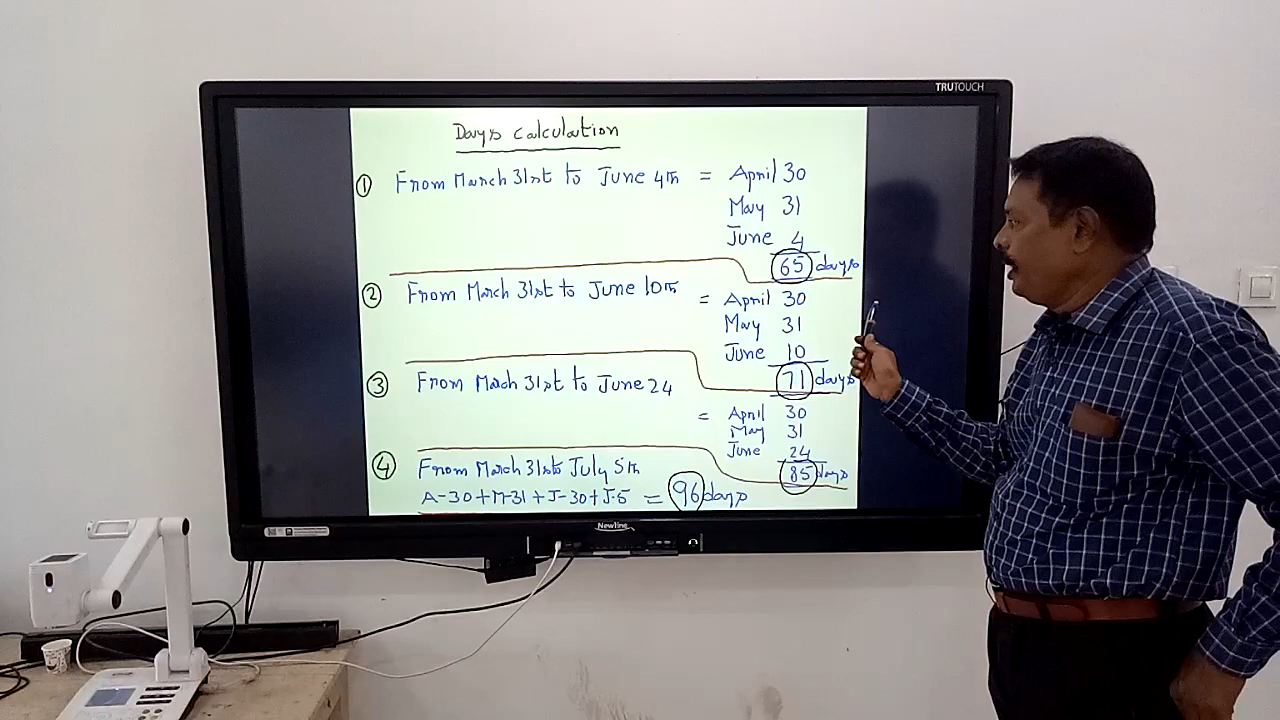 TRUTOUCH
Days calculation
① From March 31st to June 4th = April 30
May 31
June 4
65 days
② From March 31st to June 10th = April 30
May 31
June 10
71 days
③ From March 31st to June 24
= April 30
May 31
June 24
85 days
④ From March 31st to July 5th
A-30+M-31+J-30+J-5 = 96 days
Newline